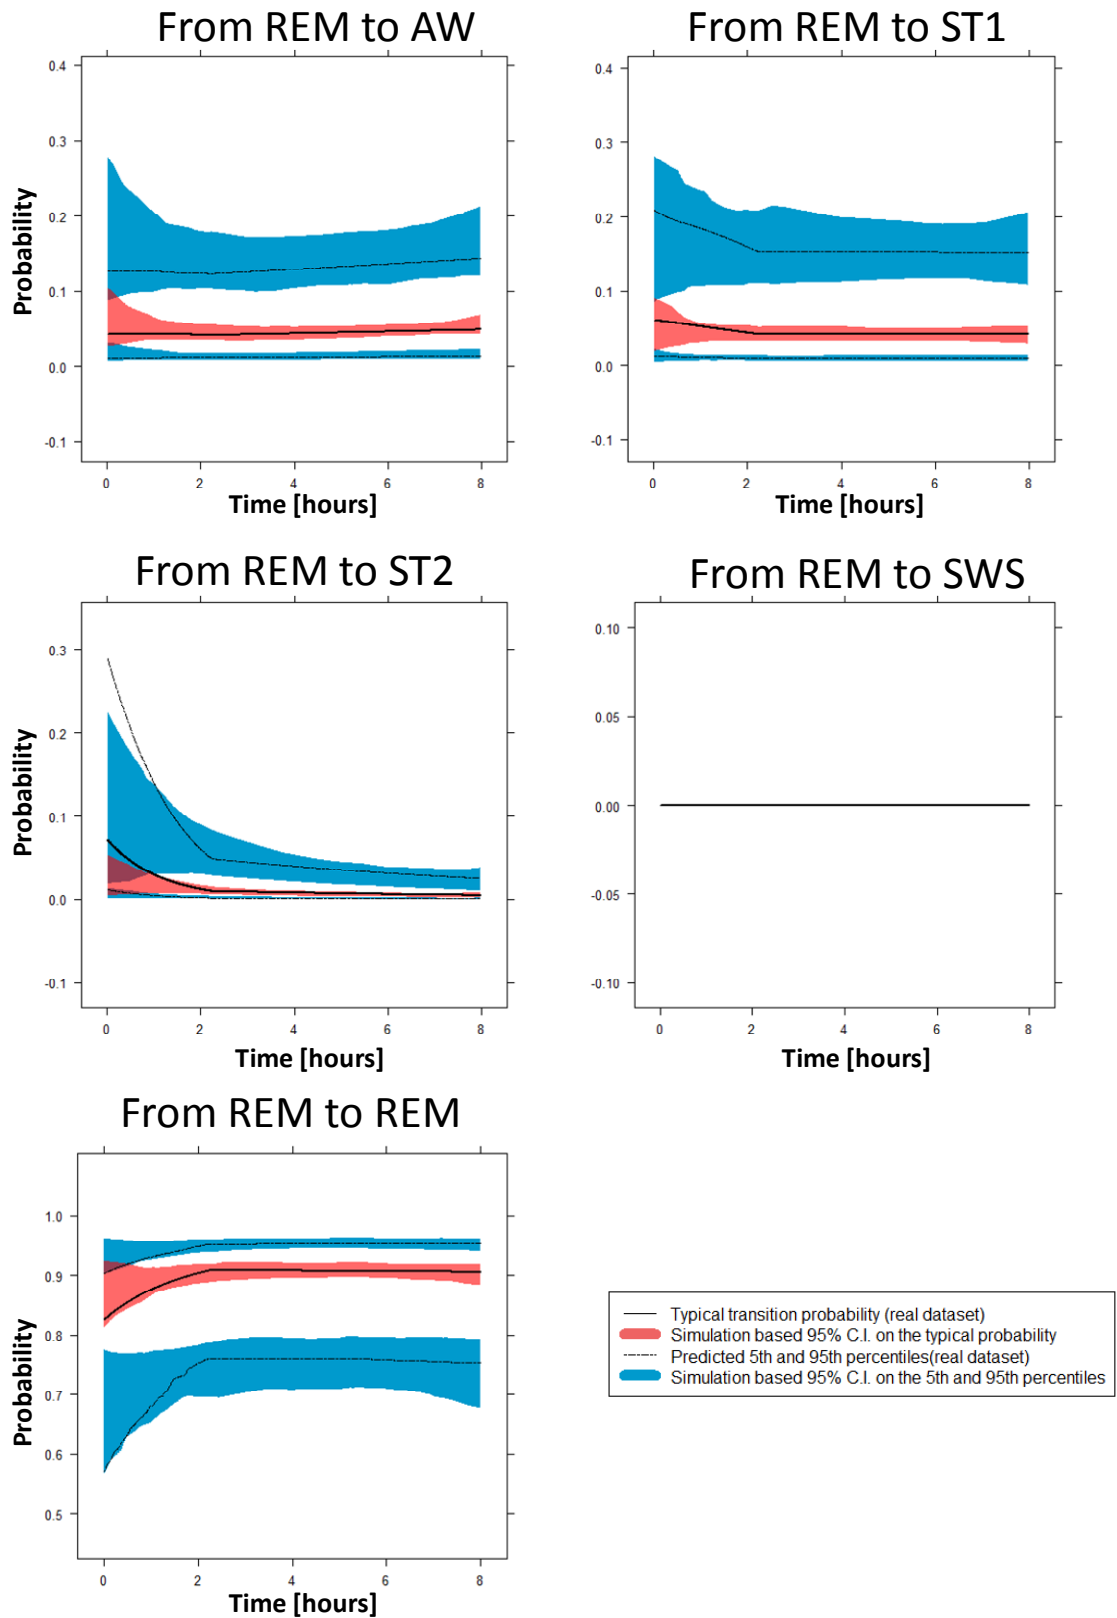 From REM to AW
From REM to ST1
0.4
0.3
0.2
0.1
0.0
-0.1
Probability
0 2 4 6 8
Time [hours]
0.4
0.3
0.2
0.1
0.0
-0.1
0 2 4 6 8
Time [hours]
From REM to ST2
From REM to SWS
0.3
0.2
0.1
0.0
-0.1
Probability
0 2 4 6 8
Time [hours]
0.10
0.05
0.00
-0.05
-0.10
0 2 4 6 8
Time [hours]
From REM to REM
1.0
0.9
0.8
0.7
0.6
0.5
Probability
0 2 4 6 8
Time [hours]
Typical transition probability (real dataset)
Simulation based 95% C.I. on the typical probability
Predicted 5th and 95th percentiles(real dataset)
Simulation based 95% C.I. on the 5th and 95th percentiles